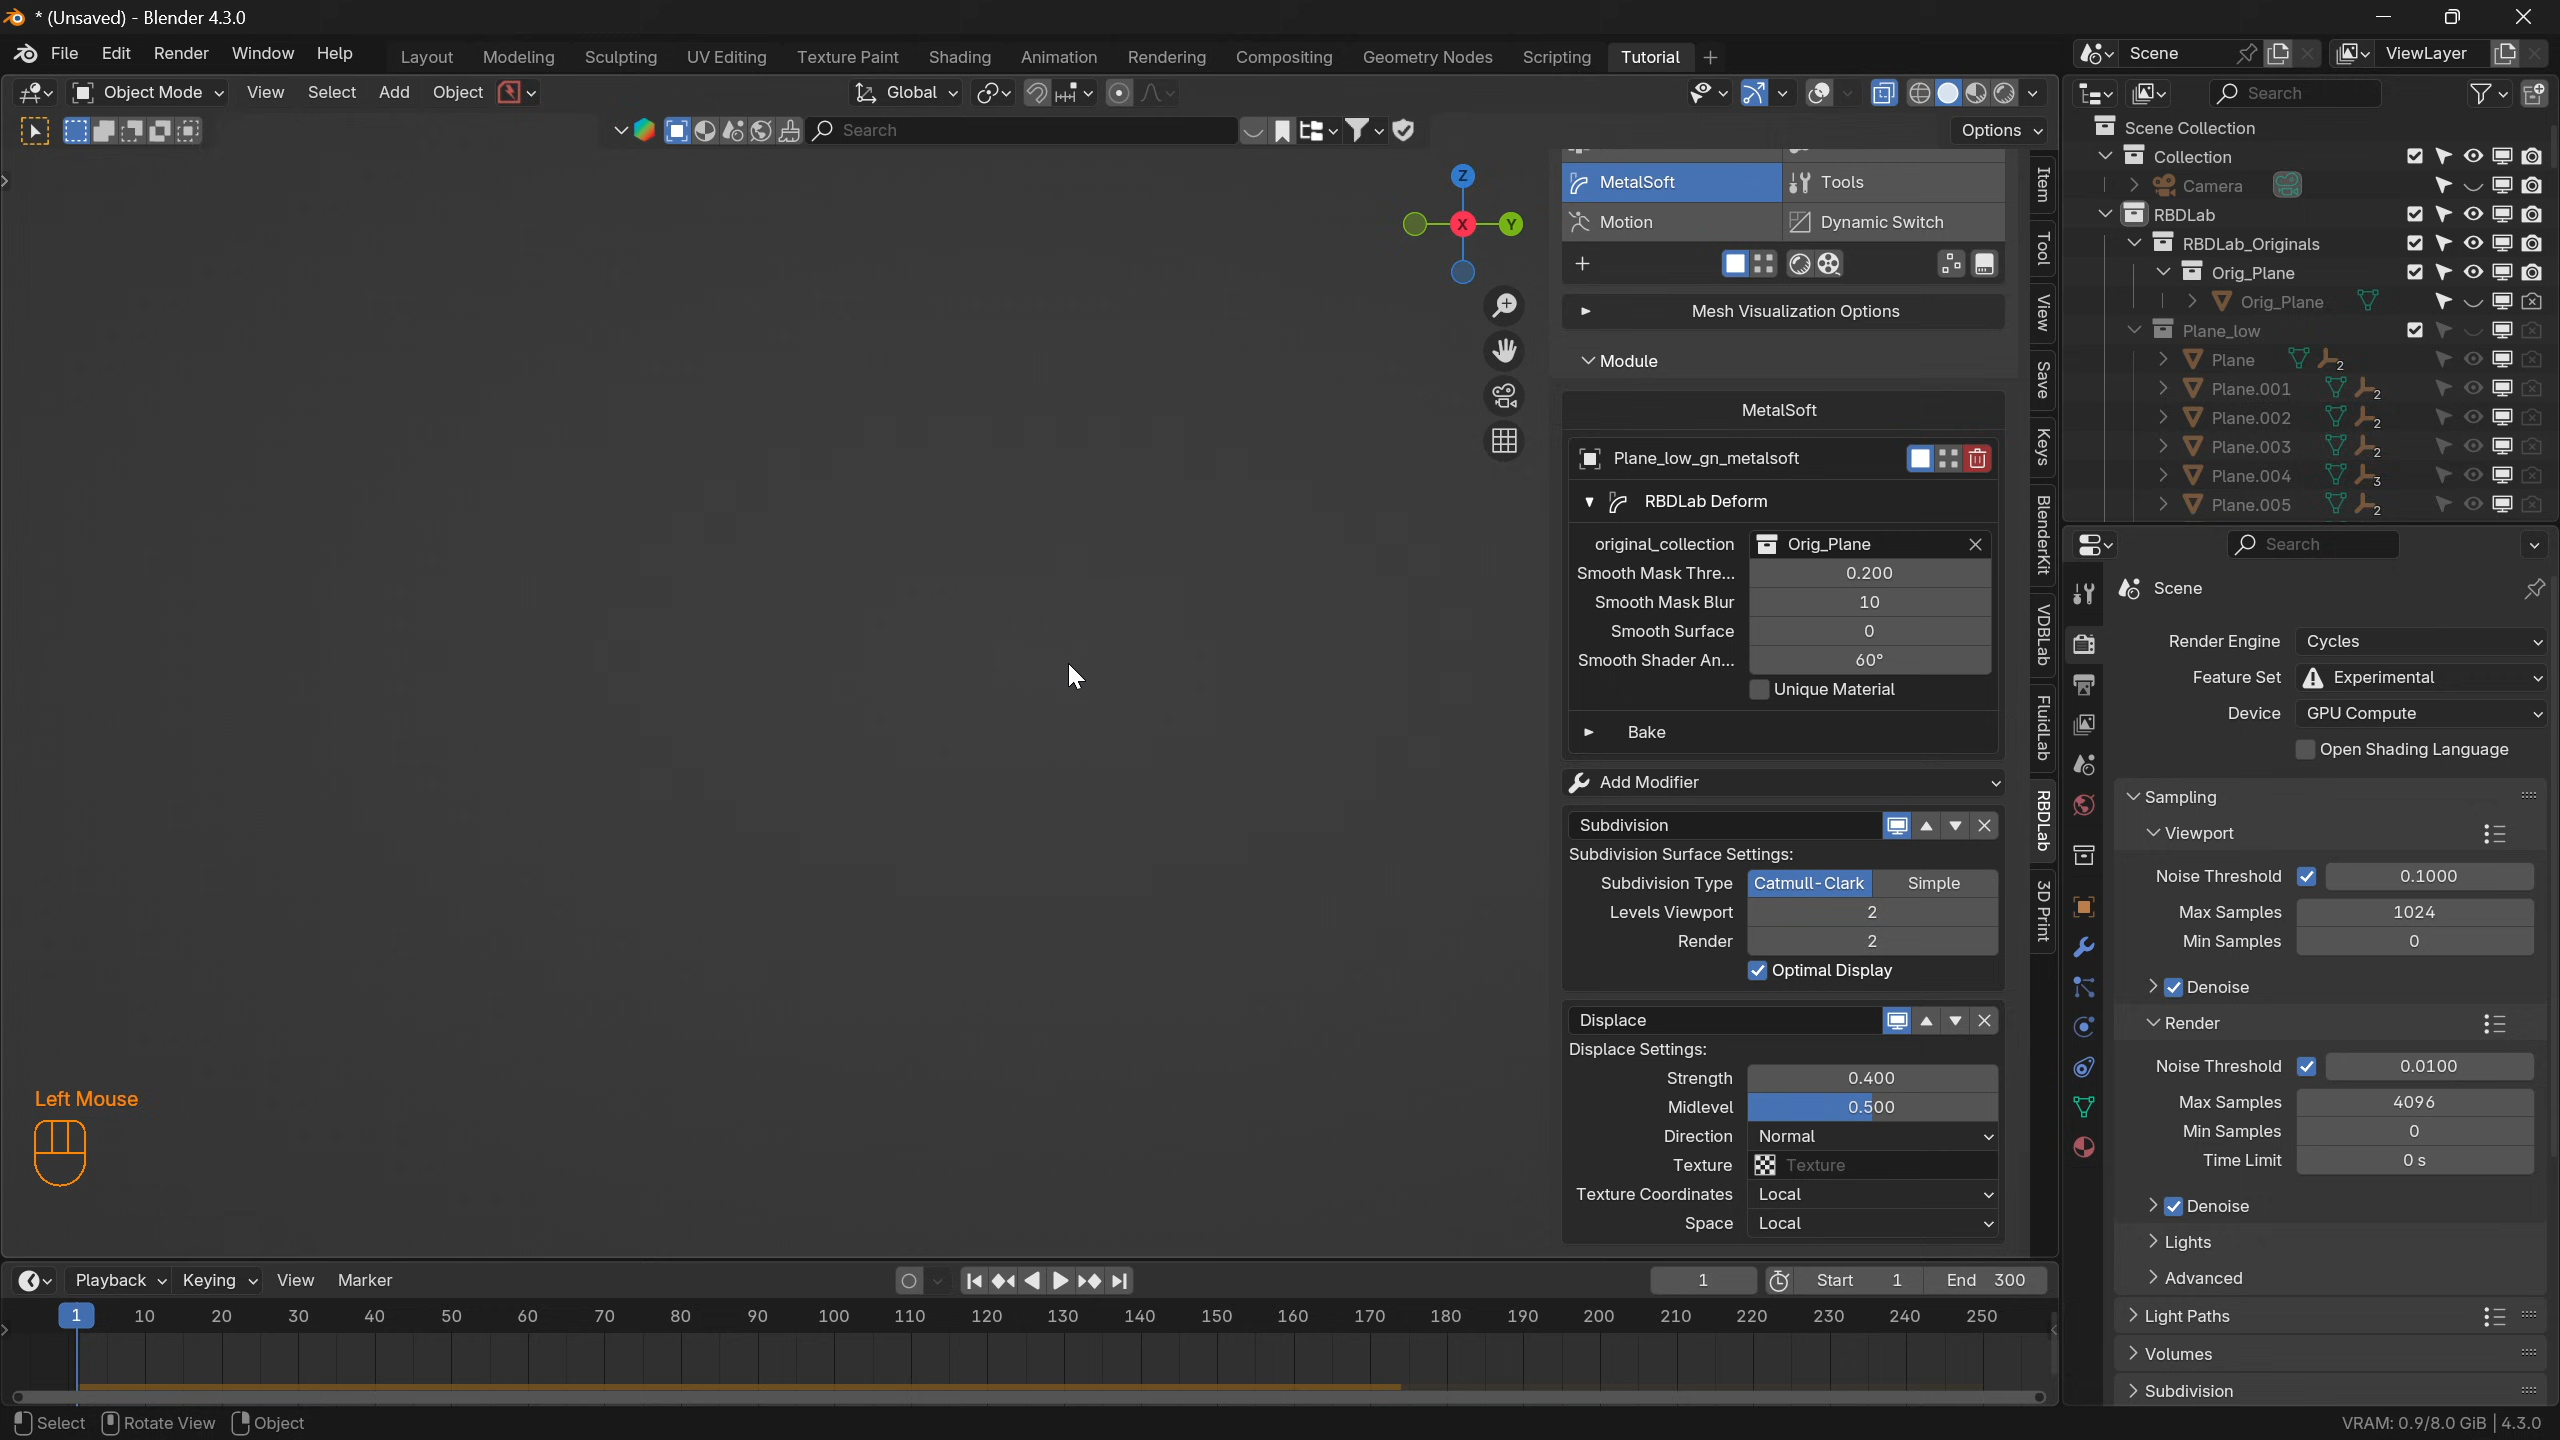 * (Unsaved) - Blender 4.3.0
File Edit Render Window Help Layout Modeling Sculpting UV Editing Texture Paint Shading Animation Rendering Compositing Geometry Nodes Scripting Tutorial Scene ViewLayer
Object Mode View Select Add Object Global Search
Search Options
Z
Y
X
Item
Tool
View
Save
Keys
BlenderKit
VDBLab
FluidLab
RBDLab
3D Print
MetalSoft Tools
Motion Dynamic Switch
Mesh Visualization Options
Module
MetalSoft
Plane_low_gn_metalsoft
RBDLab Deform
original_collection Orig_Plane
Smooth Mask Thre... 0.200
Smooth Mask Blur 10
Smooth Surface 0
Smooth Shader An... 60°
Unique Material
Bake
Add Modifier
Subdivision
Subdivision Surface Settings:
Subdivision Type Catmull-Clark Simple
Levels Viewport 2
Render 2
Optimal Display
Displace
Displace Settings:
Strength 0.400
Midlevel 0.500
Direction Normal
Texture Texture
Texture Coordinates Local
Space Local
Scene Collection
Collection
Camera
RBDLab
RBDLab_Originals
Orig_Plane
Orig_Plane
Plane_low
Plane 2
Plane.001 2
Plane.002 2
Plane.003 2
Plane.004 3
Plane.005 2
Search
Scene
Render Engine Cycles
Feature Set Experimental
Device GPU Compute
Open Shading Language
Sampling
Viewport
Noise Threshold 0.1000
Max Samples 1024
Min Samples 0
Denoise
Render
Noise Threshold 0.0100
Max Samples 4096
Min Samples 0
Time Limit 0 s
Denoise
Lights
Advanced
Light Paths
Volumes
Subdivision
Left Mouse
Playback Keying View Marker 1 Start 1 End 300
1 10 20 30 40 50 60 70 80 90 100 110 120 130 140 150 160 170 180 190 200 210 220 230 240 250
Select Rotate View Object VRAM: 0.9/8.0 GiB 4.3.0